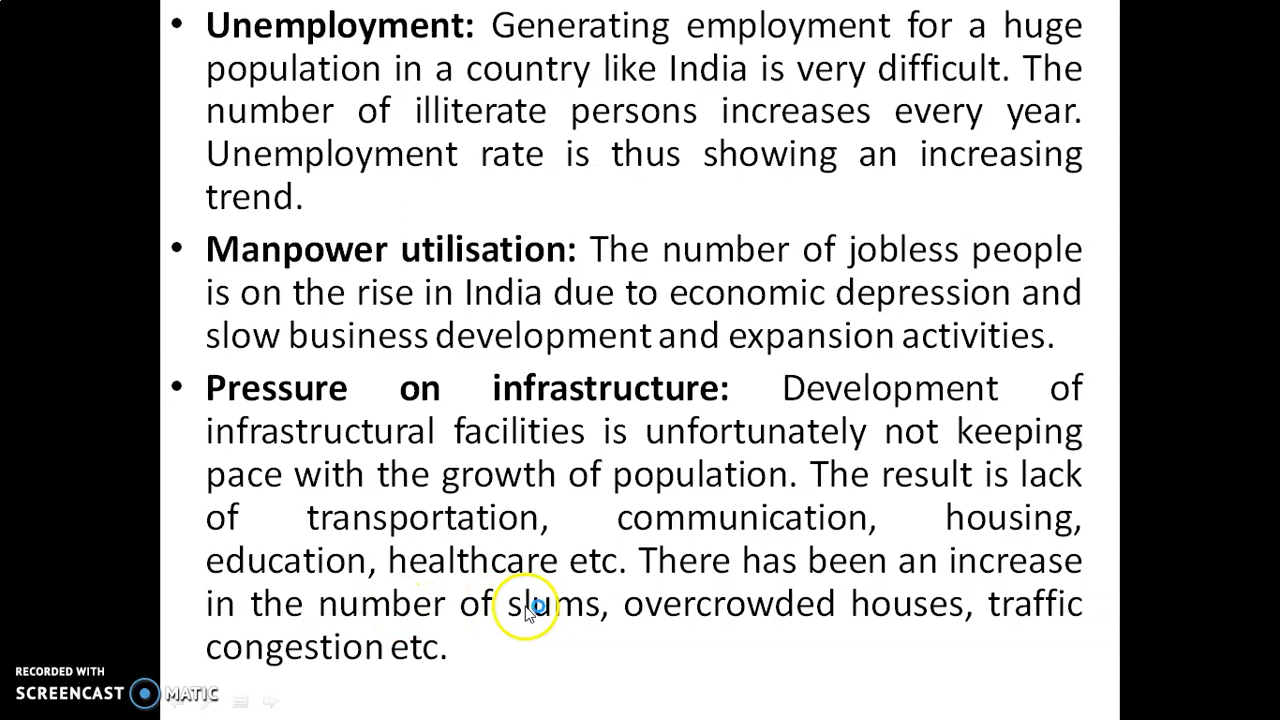 • Unemployment: Generating employment for a huge
population in a country like India is very difficult. The
number of illiterate persons increases every year.
Unemployment rate is thus showing an increasing
trend.
• Manpower utilisation: The number of jobless people
is on the rise in India due to economic depression and
slow business development and expansion activities.
• Pressure on infrastructure: Development of
infrastructural facilities is unfortunately not keeping
pace with the growth of population. The result is lack
of transportation, communication, housing,
education, healthcare etc. There has been an increase
in the number of slums, overcrowded houses, traffic
congestion etc.
RECORDED WITH
SCREENCAST MATIC